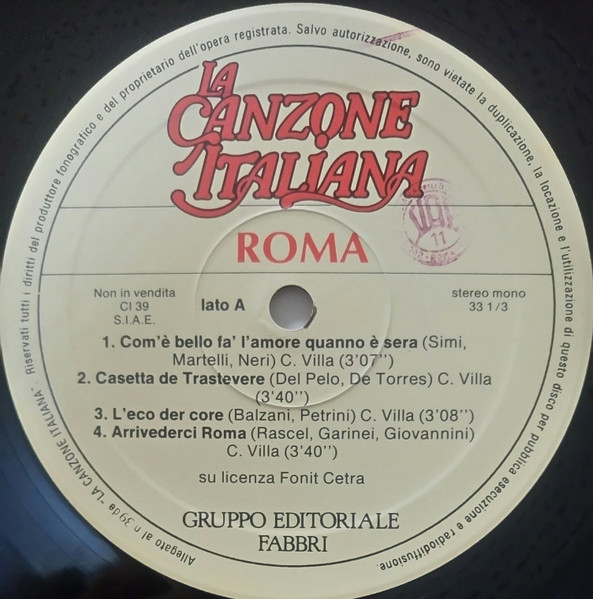 Riservati tutti i diritti del produttore fonografico e del proprietario dell'opera registrata. Salvo autorizzazione, sono vietate la duplicazione, la locazione e l'utilizzazione di questo disco per pubblica esecuzione e radiodiffusione.
LA
CANZONE
ITALIANA
ROMA
11
Non in vendita
CI 39
S.I.A.E.
lato A
stereo mono
33 1/3
1. Com'è bello fa' l'amore quanno è sera (Simi,
Martelli, Neri) C. Villa (3'07'')
2. Casetta de Trastevere (Del Pelo, De Torres) C. Villa
(3'40'')
3. L'eco der core (Balzani, Petrini) C. Villa (3'08'')
4. Arrivederci Roma (Rascel, Garinei, Giovannini)
C. Villa (3'40'')
su licenza Fonit Cetra
GRUPPO EDITORIALE
FABBRI
Allegato al n. 39 de "LA CANZONE ITALIANA".